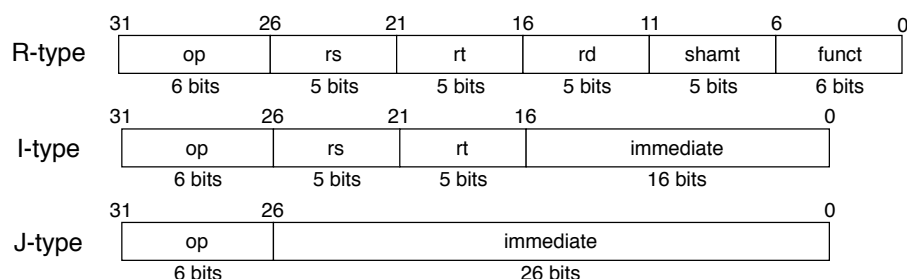 31 26 21 16 11 6 0
R-type op rs rt rd shamt funct
6 bits 5 bits 5 bits 5 bits 5 bits 6 bits
31 26 21 16 0
I-type op rs rt immediate
6 bits 5 bits 5 bits 16 bits
31 26 0
J-type op immediate
6 bits 26 bits